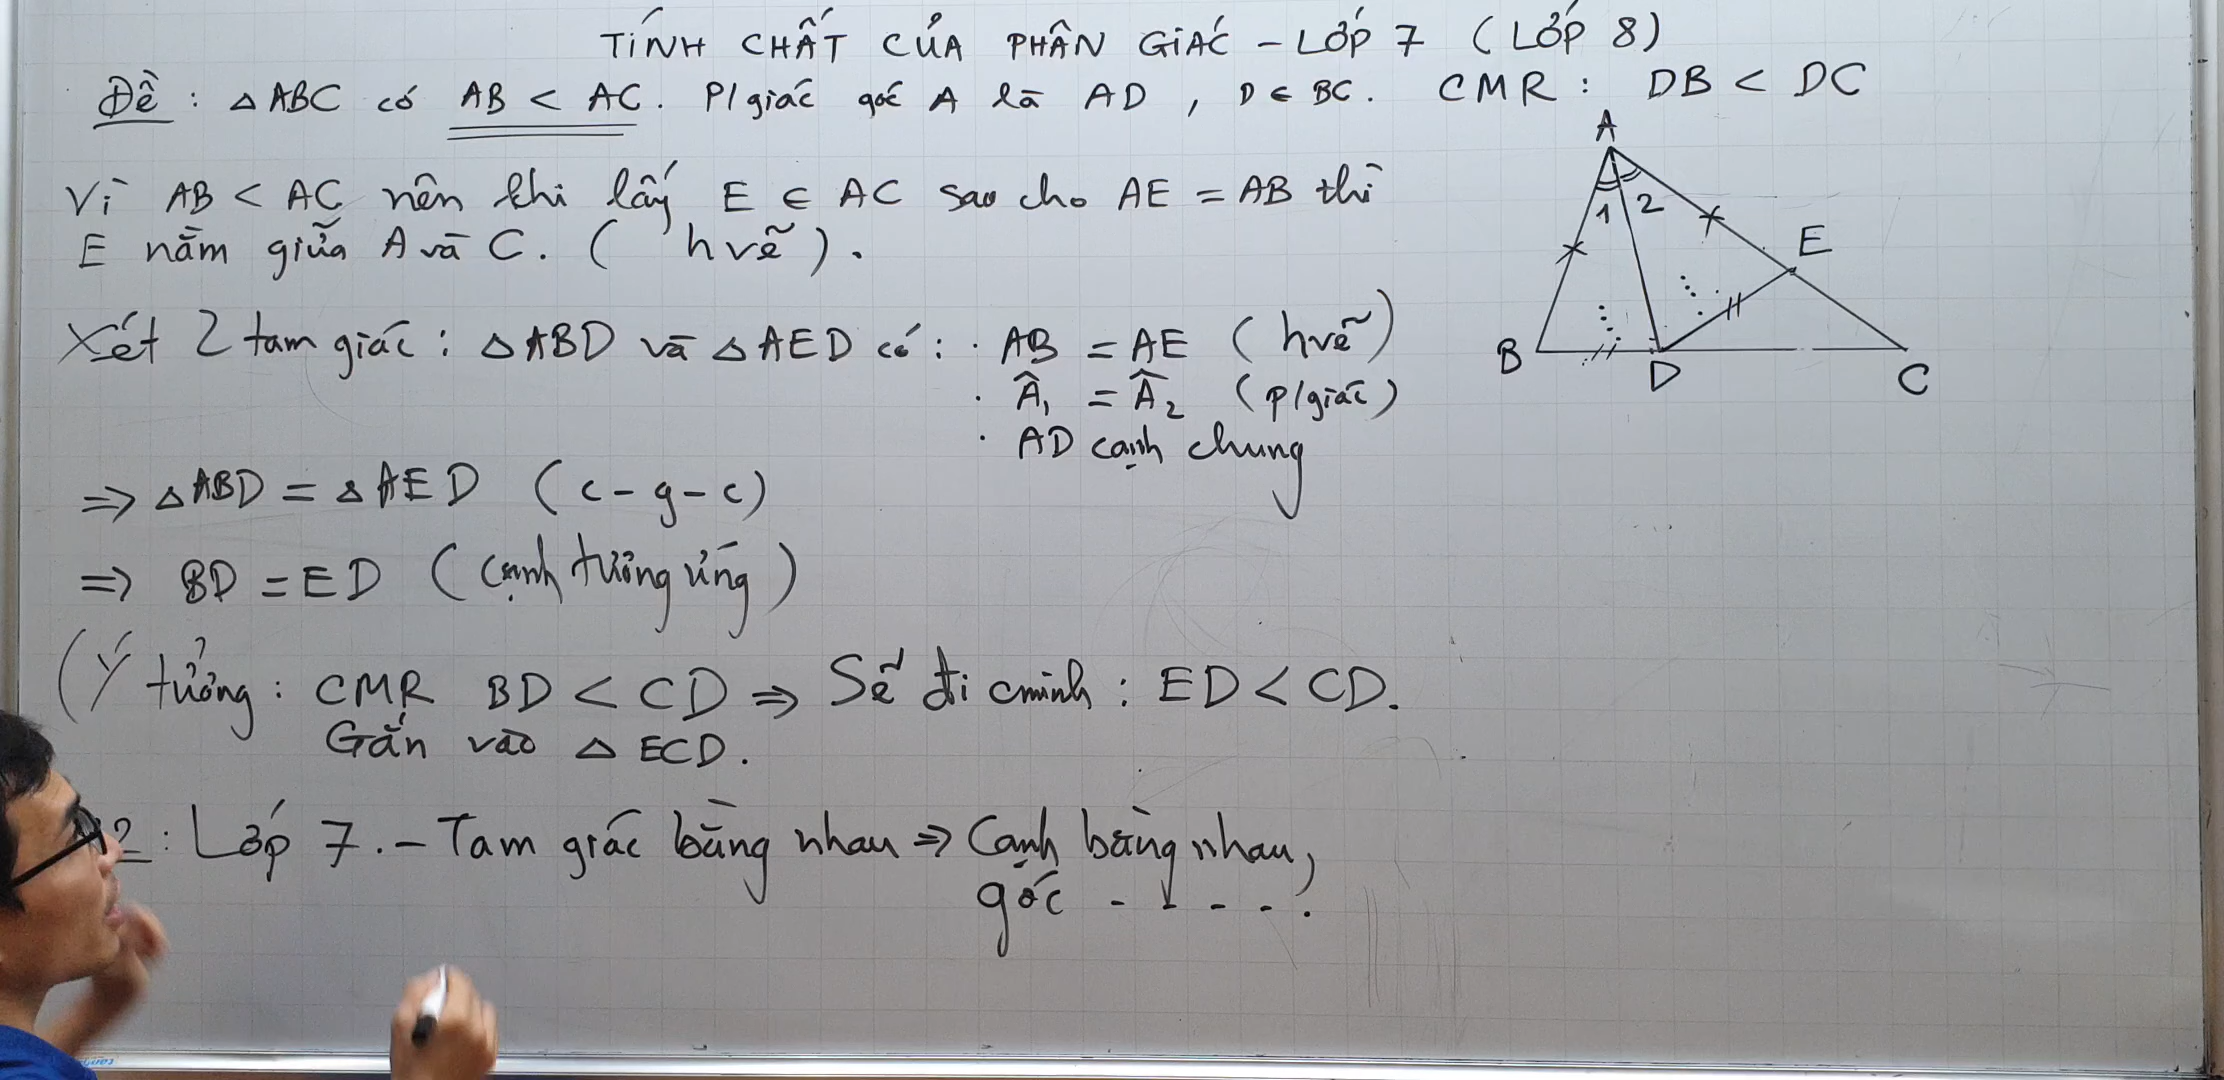 TÍNH CHẤT CỦA PHÂN GIÁC - LỚP 7 (LỚP 8)
Đề : △ABC có AB < AC. P/giác góc A là AD , D ∈ BC. CMR : DB < DC
Vì AB < AC nên khi lấy E ∈ AC sao cho AE = AB thì
E nằm giữa A và C. ( hvẽ ).
A
1 2
E
B
D
C
Xét 2 tam giác : △ABD và △AED có : · AB = AE ( hvẽ )
· Â₁ = Â₂ (p/giác)
· AD cạnh chung
⇒ △ABD = △AED (c-g-c)
⇒ BD = ED (cạnh tương ứng)
(Ý tưởng : CMR BD < CD ⇒ Sẽ đi cminh : ED < CD.
Gắn vào △ ECD.
2 : Lớp 7. - Tam giác bằng nhau ⇒ Cạnh bằng nhau,
góc - - - - .